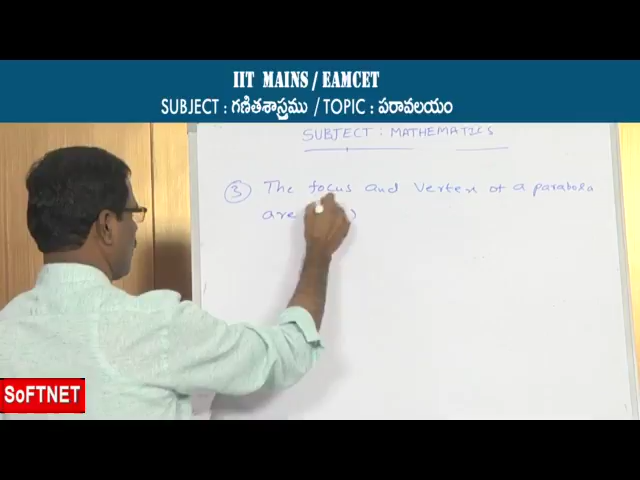 IIT MAINS / EAMCET
SUBJECT : గణితశాస్త్రము / TOPIC : పరావలయం
SUBJECT : MATHEMATICS
③ The focus and Vertex of a parabola
are
SoFTNET